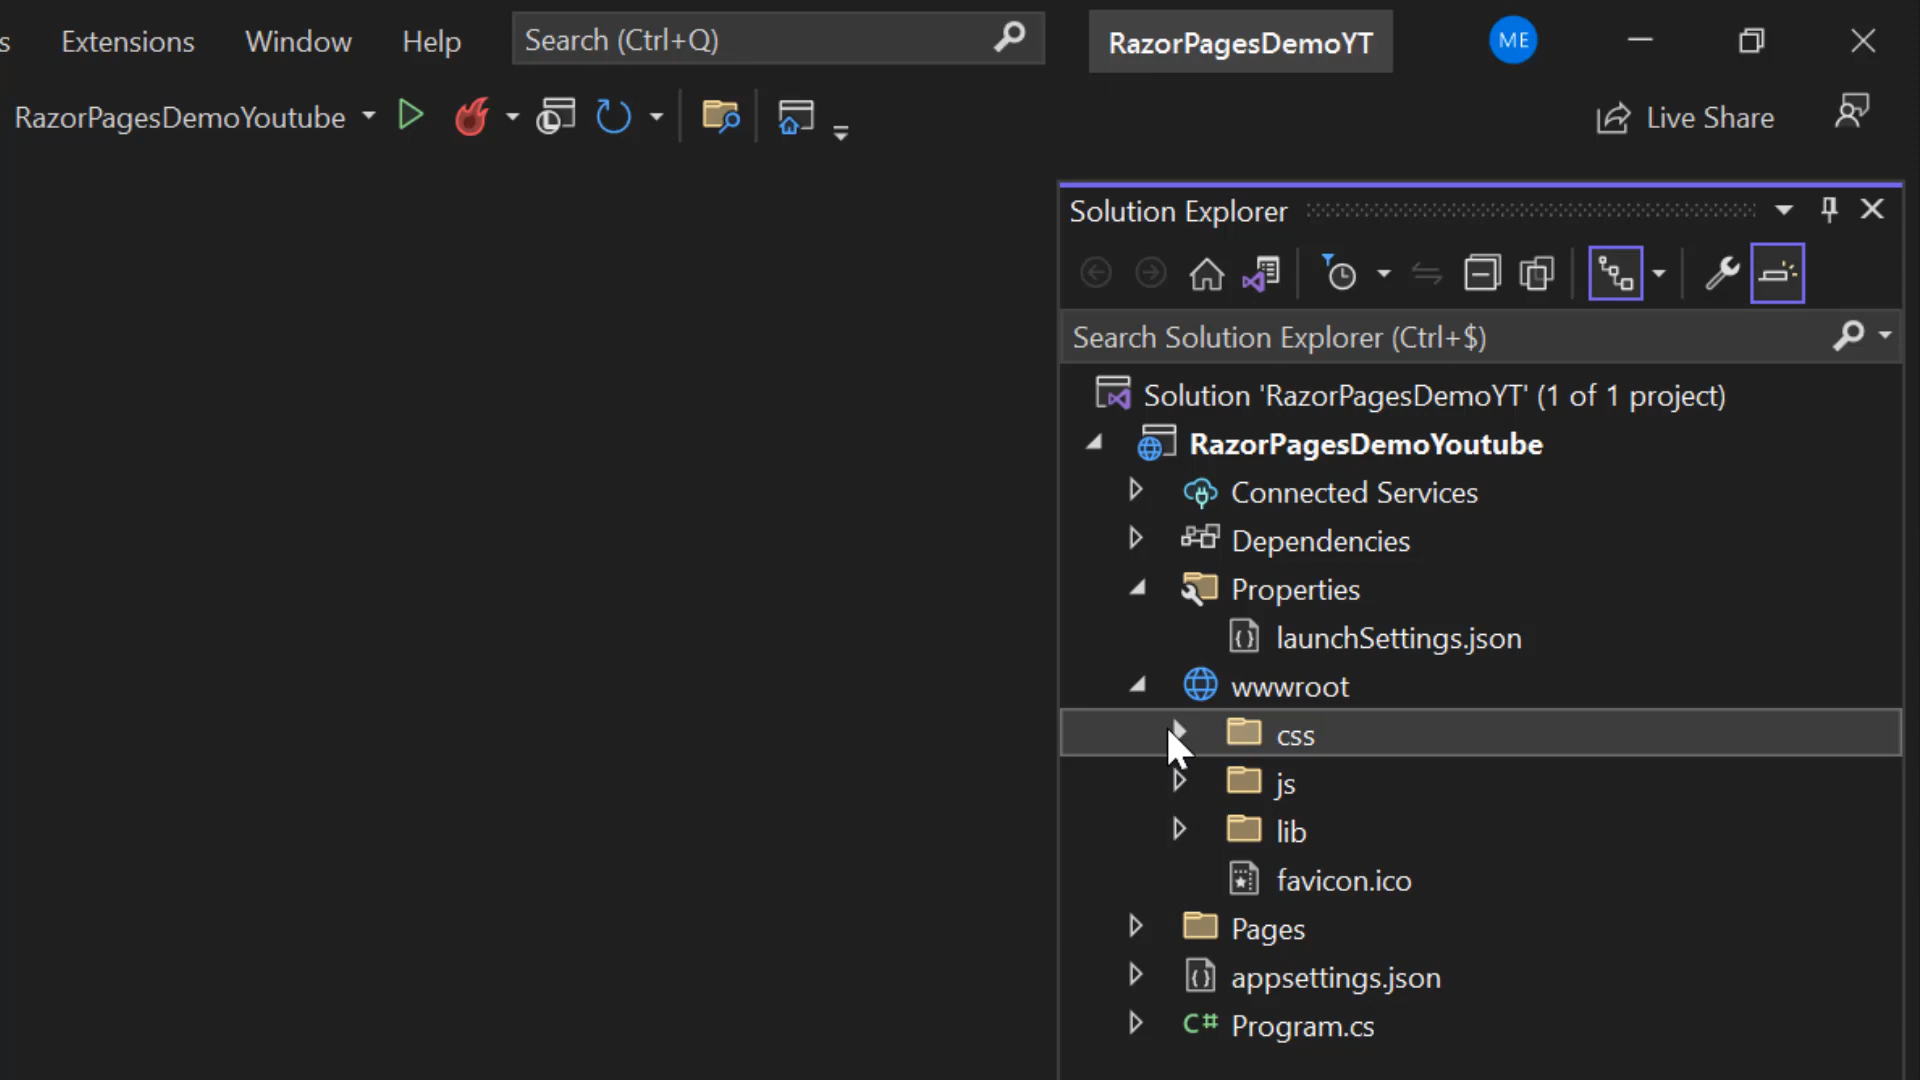 s Extensions Window Help Search (Ctrl+Q) RazorPagesDemoYT ME
RazorPagesDemoYoutube Live Share
Solution Explorer
Search Solution Explorer (Ctrl+$)
Solution 'RazorPagesDemoYT' (1 of 1 project)
RazorPagesDemoYoutube
Connected Services
Dependencies
Properties
launchSettings.json
wwwroot
css
js
lib
favicon.ico
Pages
appsettings.json
C# Program.cs